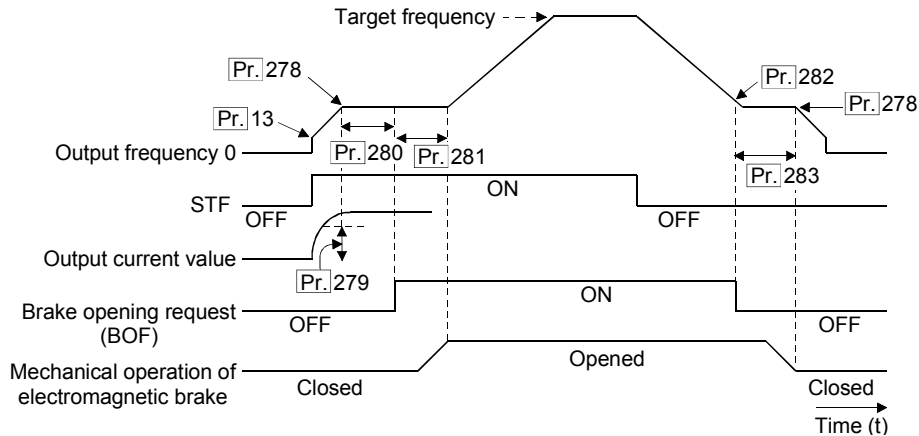 Target frequency
Pr. 278
Pr. 282
Pr. 278
Pr. 13
Output frequency 0
Pr. 280
Pr. 281
Pr. 283
STF
OFF
ON
OFF
Output current value
Pr. 279
Brake opening request
(BOF)
OFF
ON
OFF
Mechanical operation of
electromagnetic brake
Closed
Opened
Closed
Time (t)